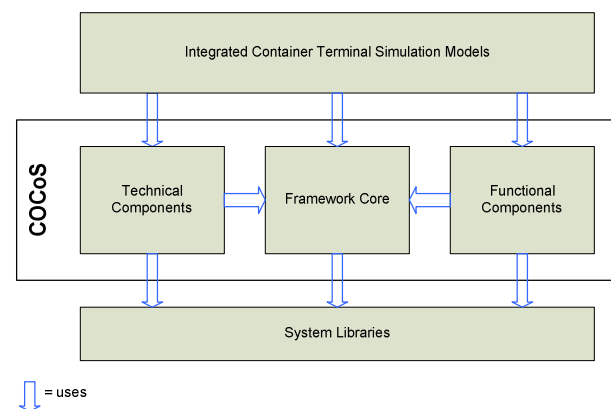 Integrated Container Terminal Simulation Models
COCoS
Technical
Components
Framework Core
Functional
Components
System Libraries
= uses